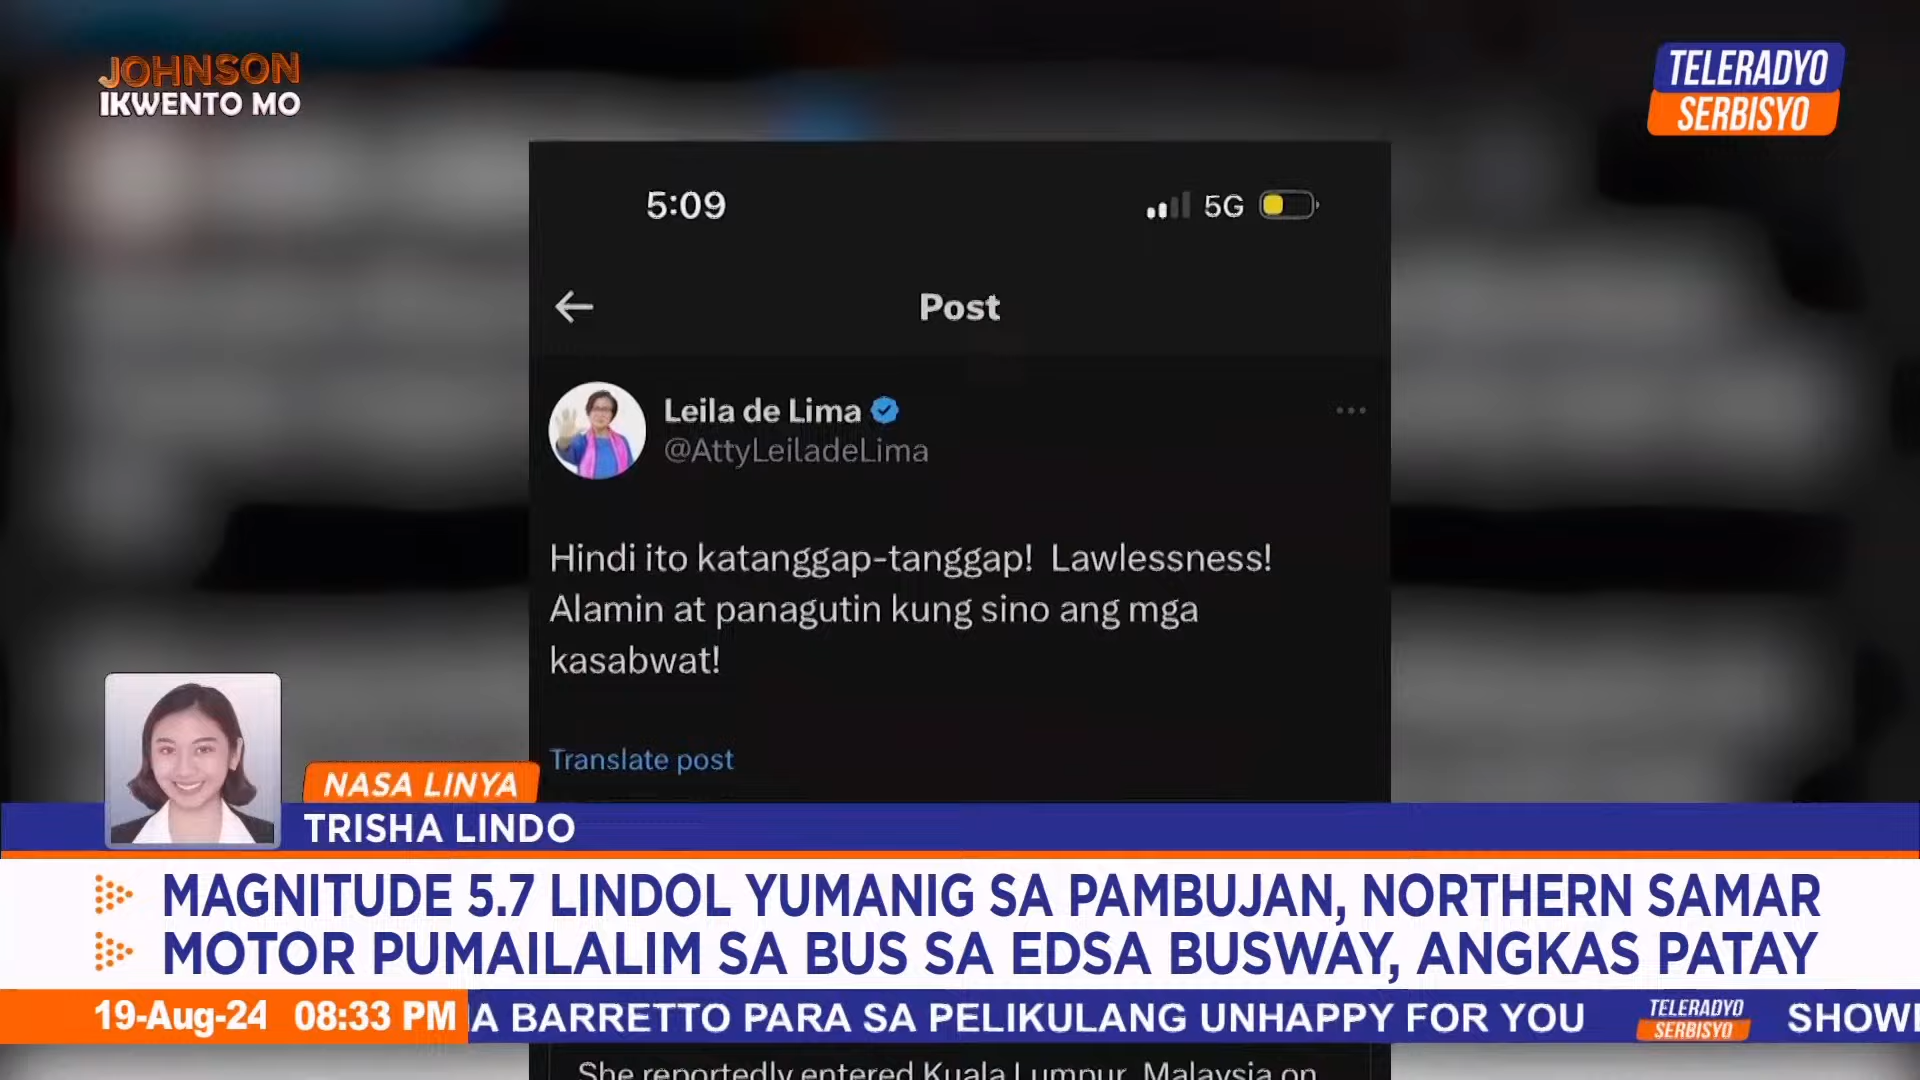 JOHNSON
IKWENTO MO
TELERADYO
SERBISYO
5:09
5G
Post
Leila de Lima
@AttyLeiladeLima
Hindi ito katanggap-tanggap!  Lawlessness!
Alamin at panagutin kung sino ang mga
kasabwat!
Translate post
NASA LINYA
TRISHA LINDO
MAGNITUDE 5.7 LINDOL YUMANIG SA PAMBUJAN, NORTHERN SAMAR
MOTOR PUMAILALIM SA BUS SA EDSA BUSWAY, ANGKAS PATAY
19-Aug-24 08:33 PM
A BARRETTO PARA SA PELIKULANG UNHAPPY FOR YOU
TELERADYO
SERBISYO
She reportedly entered Kuala Lumpur, Malaysia on